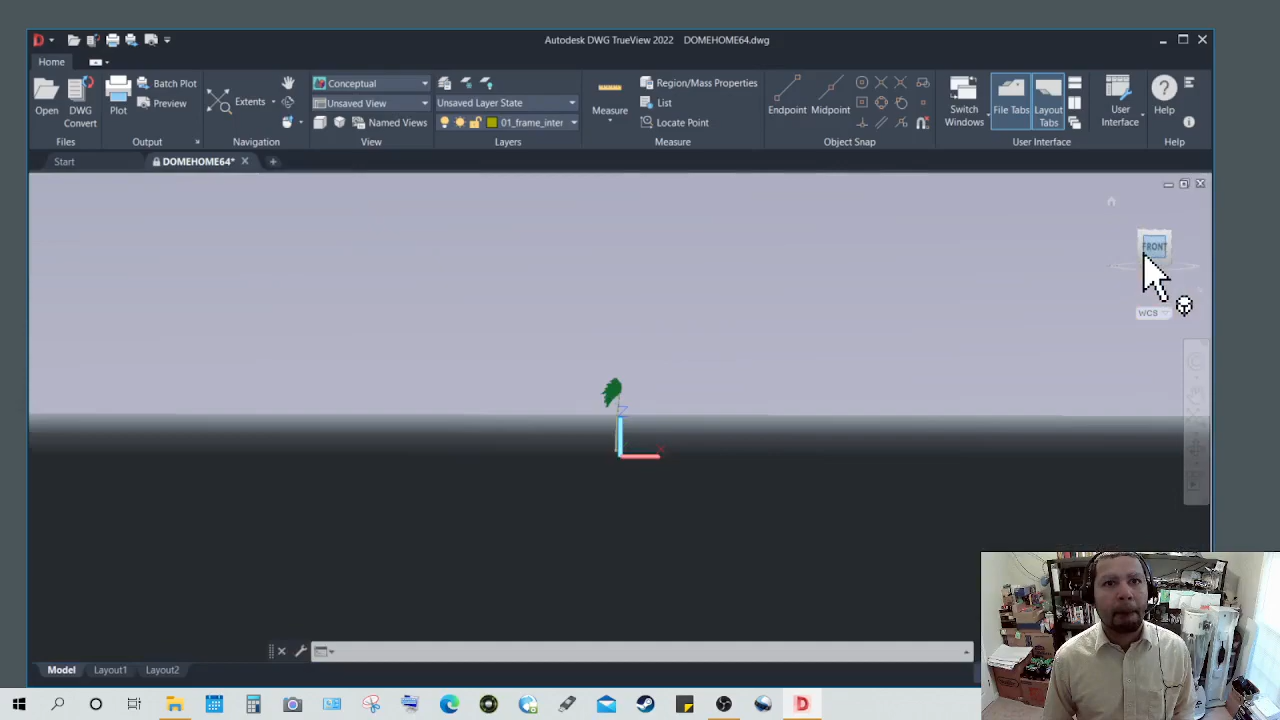 Autodesk DWG TrueView 2022 DOMEHOME64.dwg
Home
Open
DWG Convert
Files
Plot
Batch Plot
Preview
Output
Extents
Navigation
Conceptual
Unsaved View
Named Views
View
Unsaved Layer State
01_frame_inter
Layers
Measure
Region/Mass Properties
List
Locate Point
Measure
Endpoint
Midpoint
Object Snap
Switch Windows
File Tabs
Layout Tabs
User Interface
User Interface
Help
Help
Start
DOMEHOME64*
FRONT
WCS
Z
X
Model
Layout1
Layout2